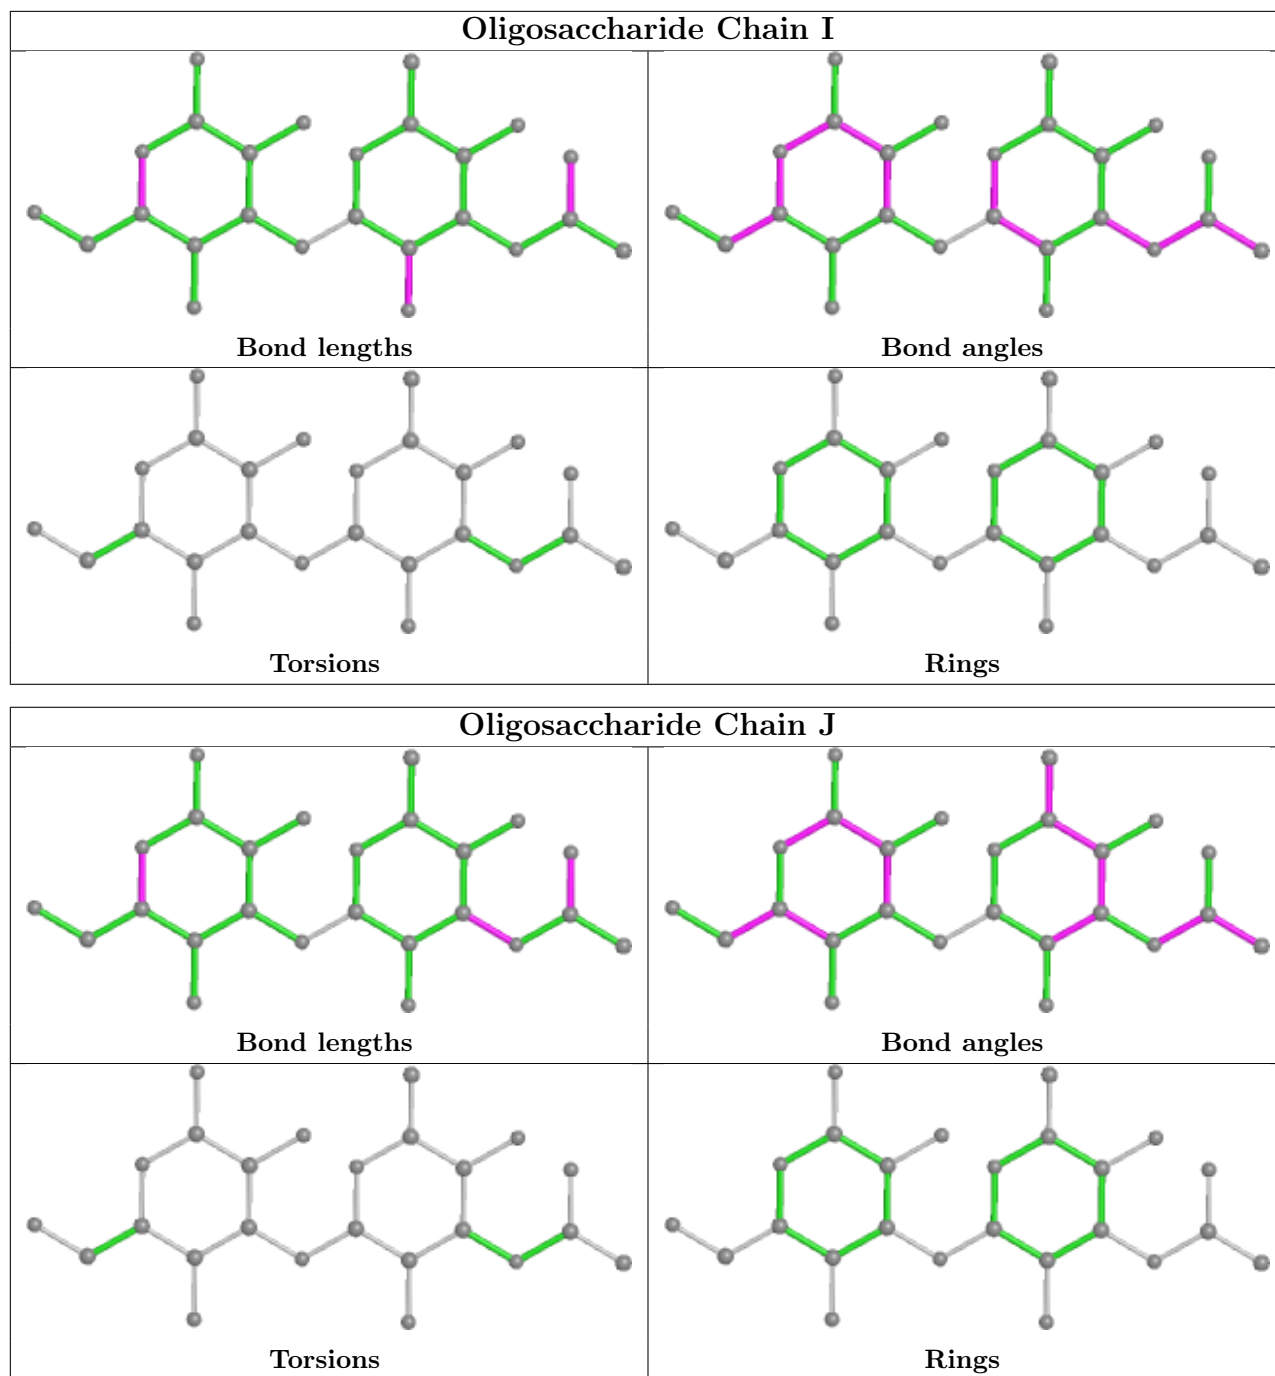 Oligosaccharide Chain I
Bond lengths
Bond angles
Torsions
Rings
Oligosaccharide Chain J
Bond lengths
Bond angles
Torsions
Rings